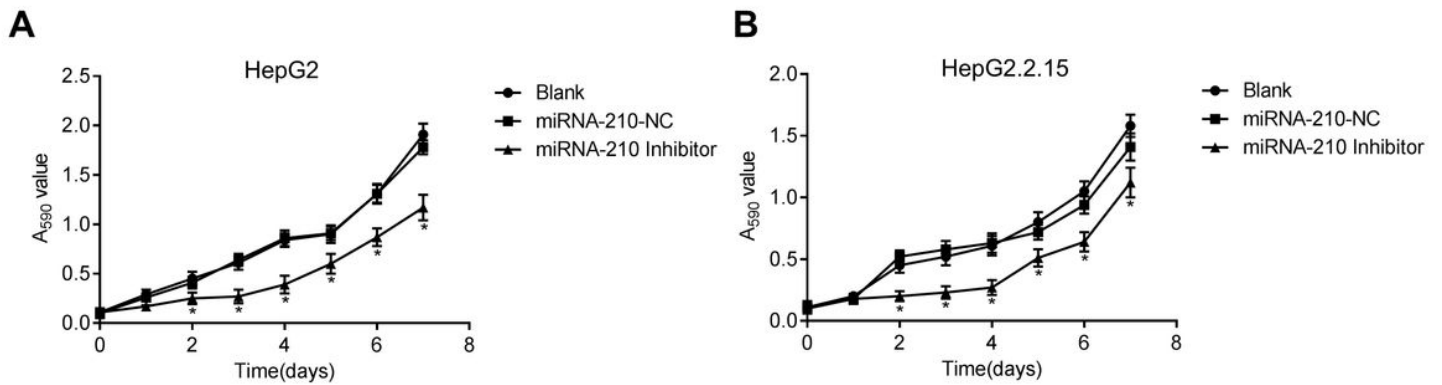 A
HepG2
2.5
2.0
1.5
1.0
0.5
0.0
A590 value
0 2 4 6 8
Time(days)
Blank
miRNA-210-NC
miRNA-210 Inhibitor
* * * * * *
B
HepG2.2.15
2.0
1.5
1.0
0.5
0.0
A590 value
0 2 4 6 8
Time(days)
Blank
miRNA-210-NC
miRNA-210 Inhibitor
* * * * * *